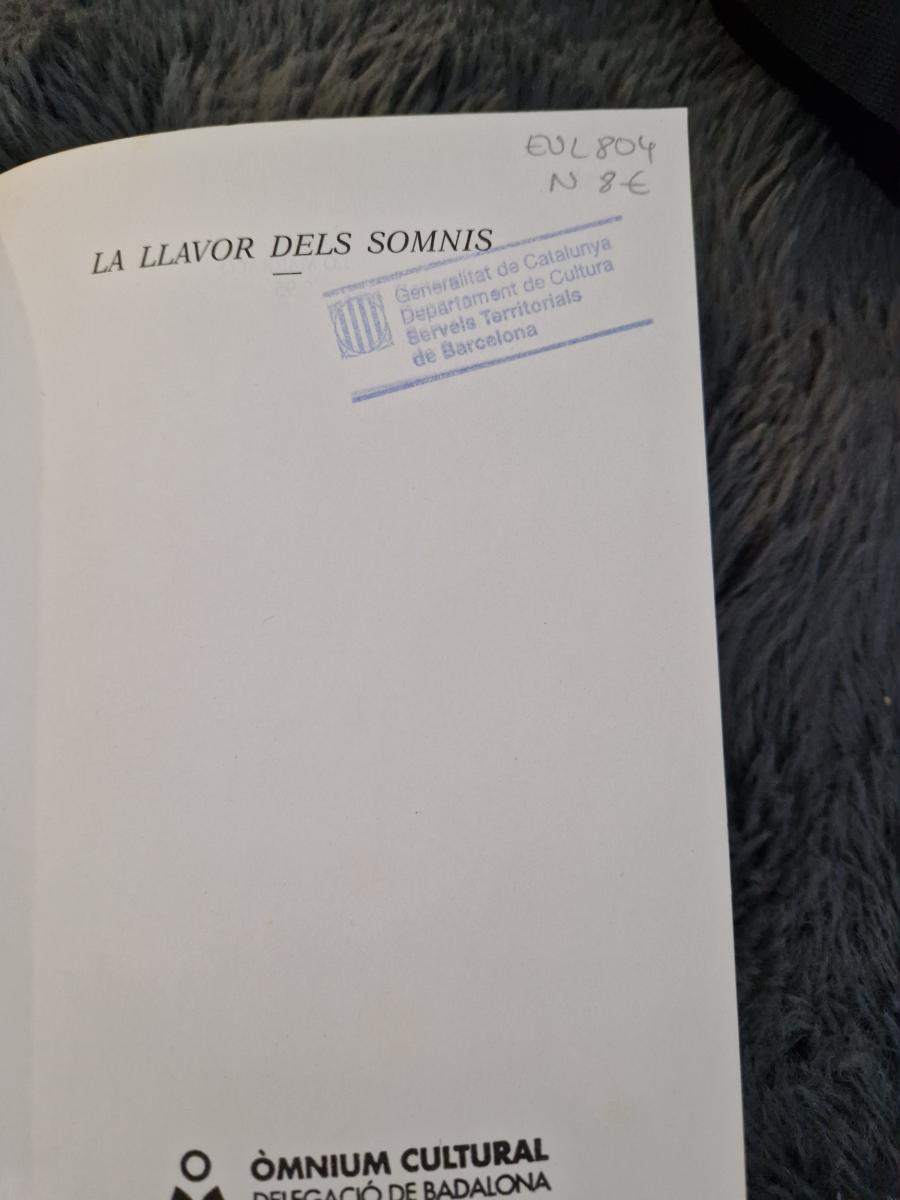 EUL804
N 8€
LA LLAVOR DELS SOMNIS
Generalitat de Catalunya
Departament de Cultura
Serveis Territorials
de Barcelona
ÒMNIUM CULTURAL
DELEGACIÓ DE BADALONA